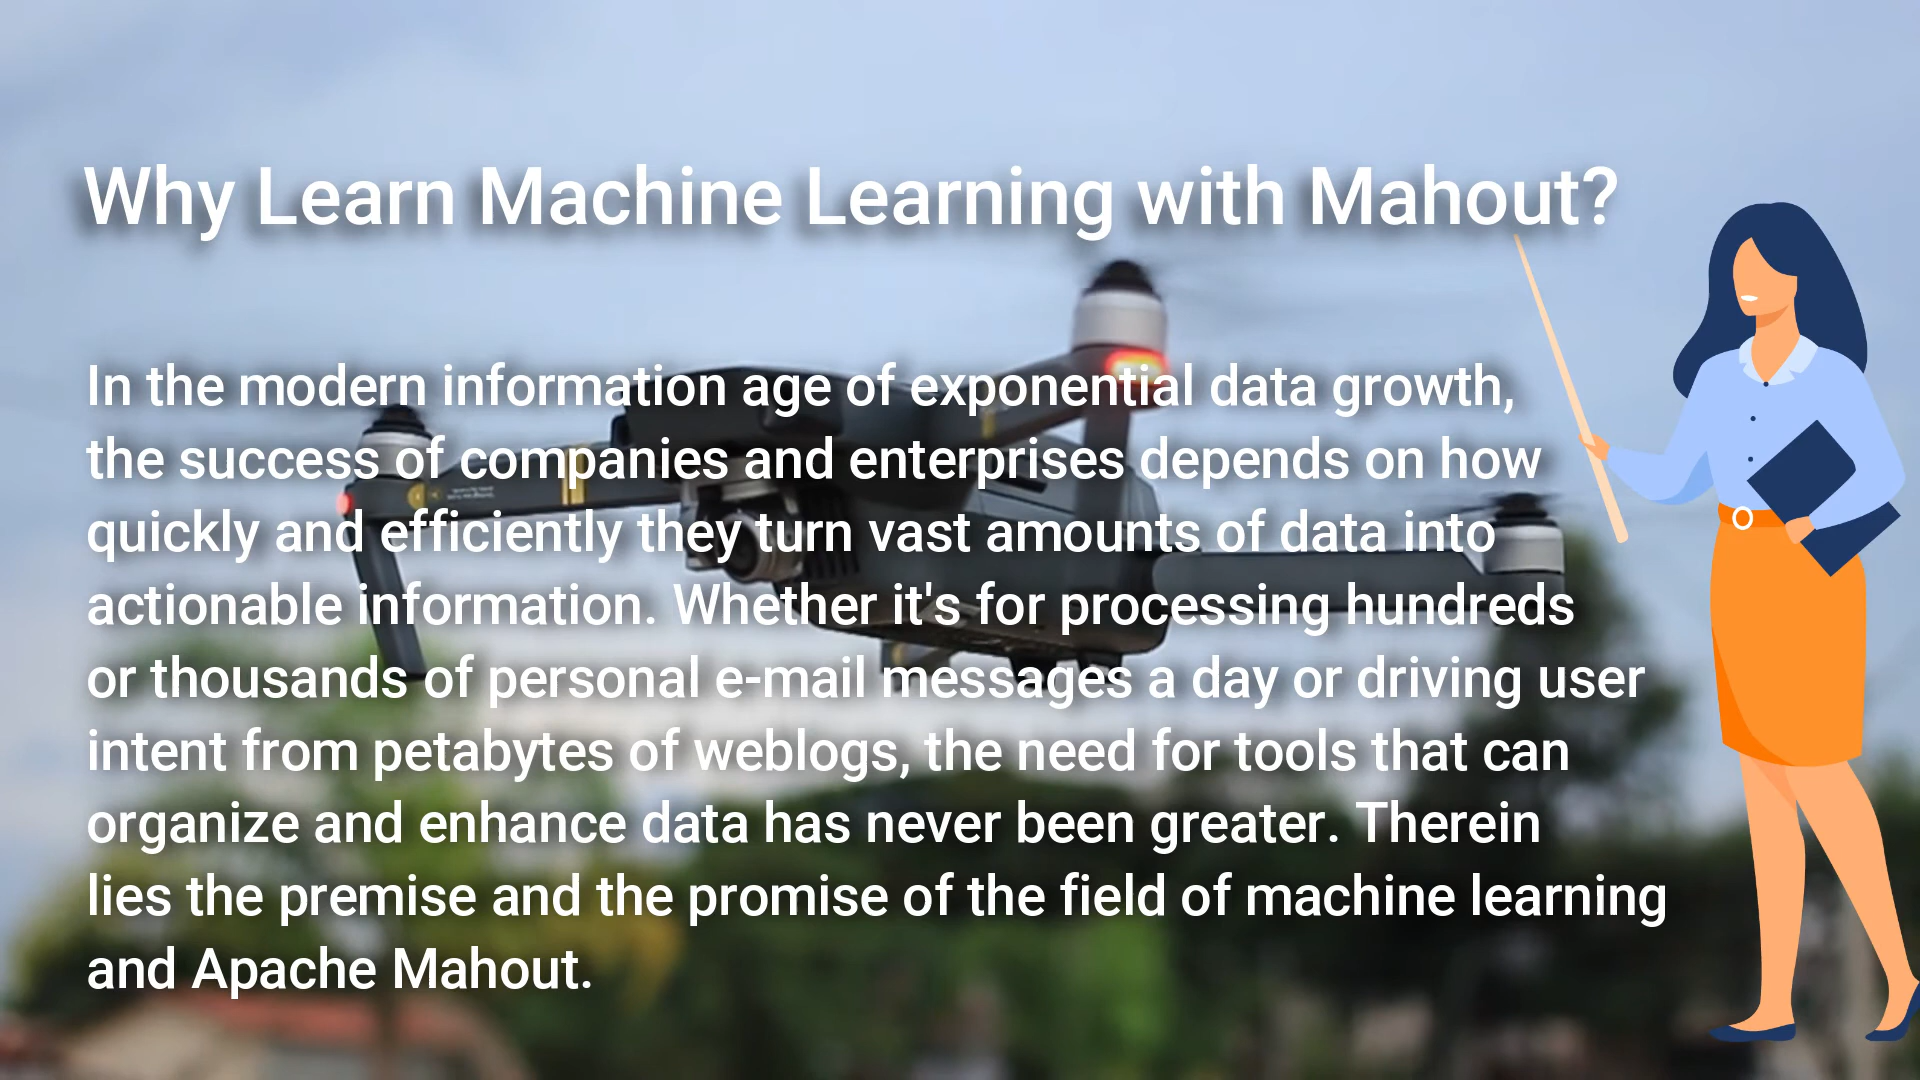 Why Learn Machine Learning with Mahout?
In the modern information age of exponential data growth,
the success of companies and enterprises depends on how
quickly and efficiently they turn vast amounts of data into
actionable information. Whether it's for processing hundreds
or thousands of personal e-mail messages a day or driving user
intent from petabytes of weblogs, the need for tools that can
organize and enhance data has never been greater. Therein
lies the premise and the promise of the field of machine learning
and Apache Mahout.